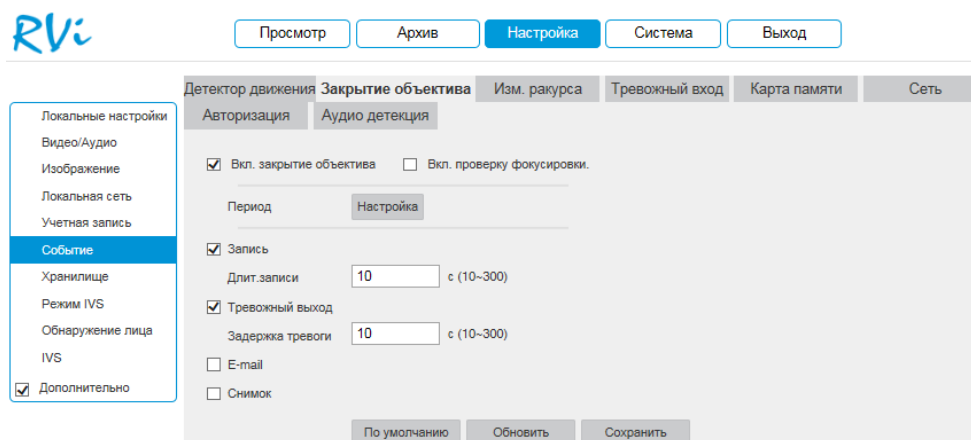 RVi
Просмотр Архив Настройка Система Выход
Детектор движения Закрытие объектива Изм. ракурса Тревожный вход Карта памяти Сеть
Авторизация Аудио детекция
Локальные настройки
Видео/Аудио
Изображение
Локальная сеть
Учетная запись
Событие
Хранилище
Режим IVS
Обнаружение лица
IVS
Дополнительно
Вкл. закрытие объектива Вкл. проверку фокусировки.
Период Настройка
Запись
Длит.записи 10 с (10~300)
Тревожный выход
Задержка тревоги 10 с (10~300)
E-mail
Снимок
По умолчанию Обновить Сохранить